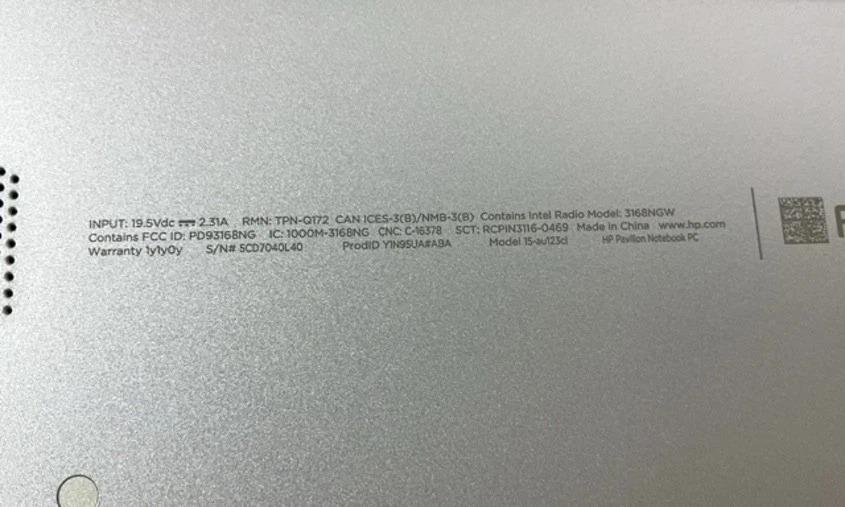 INPUT: 19.5Vdc ⎓ 2.31A RMN: TPN-Q172 CAN ICES-3(B)/NMB-3(B) Contains Intel Radio Model: 3168NGW
Contains FCC ID: PD93168NG IC: 1000M-3168NG CNC: C-16378 SCT: RCPIN3116-0469 Made in China www.hp.com
Warranty 1y1y0y S/N# 5CD7040L40 ProdID Y1N95UA#ABA Model 15-au123cl HP Pavilion Notebook PC